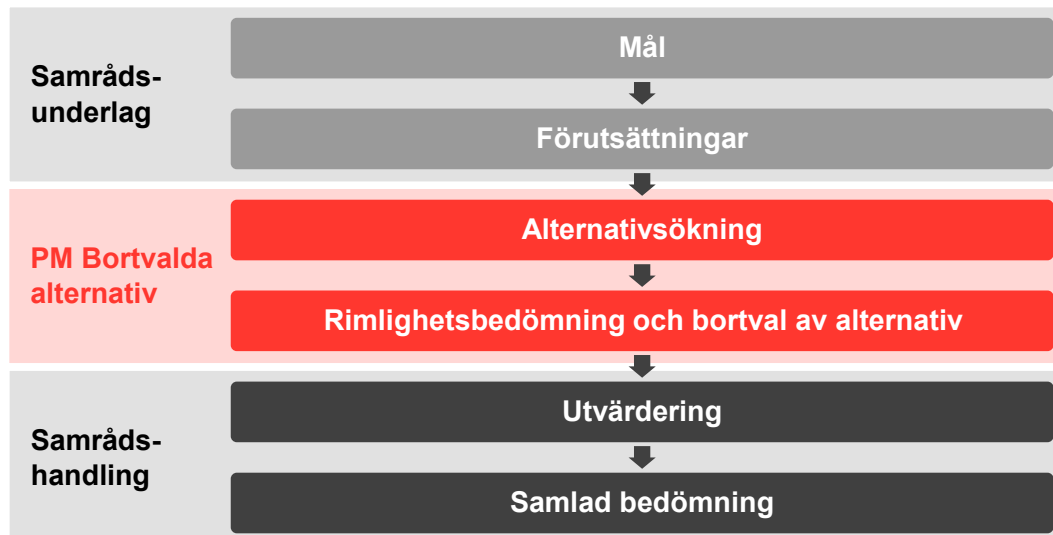 Samråds-
underlag
Mål
Förutsättningar
PM Bortvalda
alternativ
Alternativsökning
Rimlighetsbedömning och bortval av alternativ
Samråds-
handling
Utvärdering
Samlad bedömning